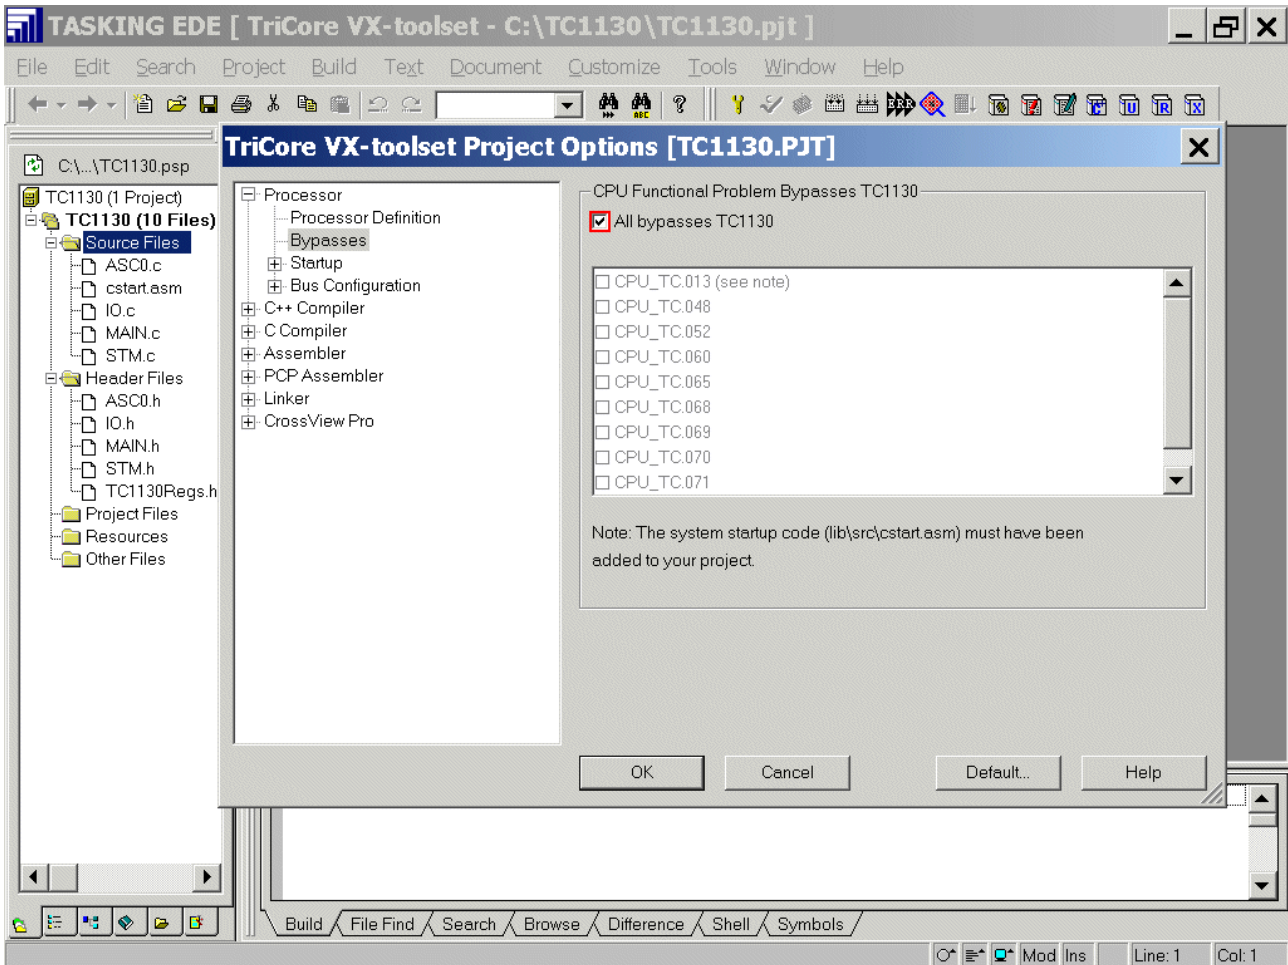 TASKING EDE [ TriCore VX-toolset - C:\TC1130\TC1130.pjt ]
File Edit Search Project Build Text Document Customize Tools Window Help
C:\...\TC1130.psp
TC1130 (1 Project)
TC1130 (10 Files)
Source Files
ASC0.c
cstart.asm
IO.c
MAIN.c
STM.c
Header Files
ASC0.h
IO.h
MAIN.h
STM.h
TC1130Regs.h
Project Files
Resources
Other Files
TriCore VX-toolset Project Options [TC1130.PJT]
Processor
Processor Definition
Bypasses
Startup
Bus Configuration
C++ Compiler
C Compiler
Assembler
PCP Assembler
Linker
CrossView Pro
CPU Functional Problem Bypasses TC1130
All bypasses TC1130
CPU_TC.013 (see note)
CPU_TC.048
CPU_TC.052
CPU_TC.060
CPU_TC.065
CPU_TC.068
CPU_TC.069
CPU_TC.070
CPU_TC.071
Note: The system startup code (lib\src\cstart.asm) must have been
added to your project.
OK Cancel Default... Help
Build File Find Search Browse Difference Shell Symbols
Mod Ins Line: 1 Col: 1